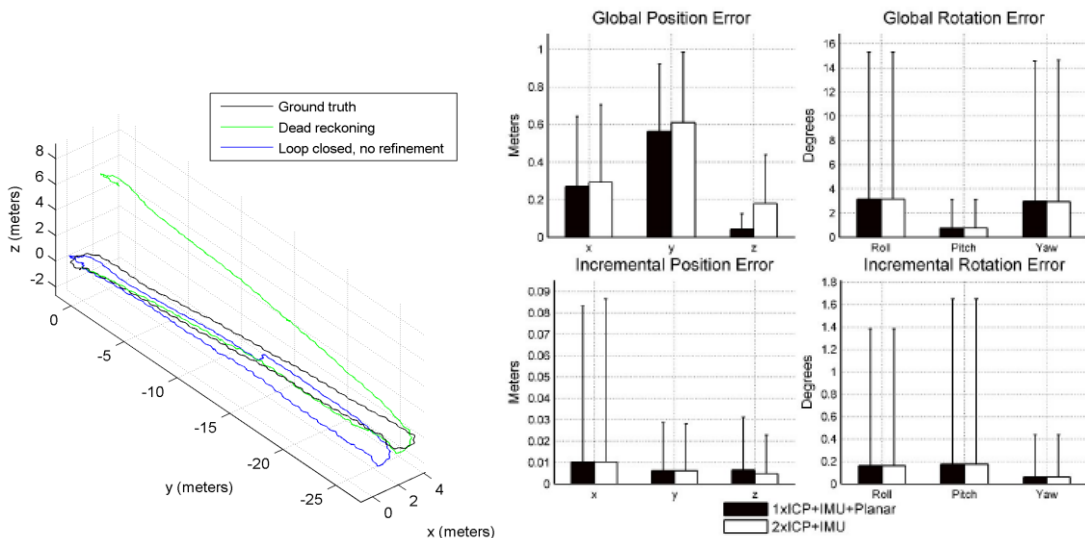 Ground truth
Dead reckoning
Loop closed, no refinement
8
6
4
2
0
-2
z (meters)
0
-5
-10
-15
-20
-25
y (meters)
0
2
4
x (meters)
Global Position Error
1
0.8
0.6
0.4
0.2
0
Meters
x
y
z
Global Rotation Error
16
14
12
10
8
6
4
2
0
Degrees
Roll
Pitch
Yaw
Incremental Position Error
0.09
0.08
0.07
0.06
0.05
0.04
0.03
0.02
0.01
0
Meters
x
y
z
Incremental Rotation Error
1.8
1.6
1.4
1.2
1
0.8
0.6
0.4
0.2
0
Degrees
Roll
Pitch
Yaw
1xICP+IMU+Planar
2xICP+IMU